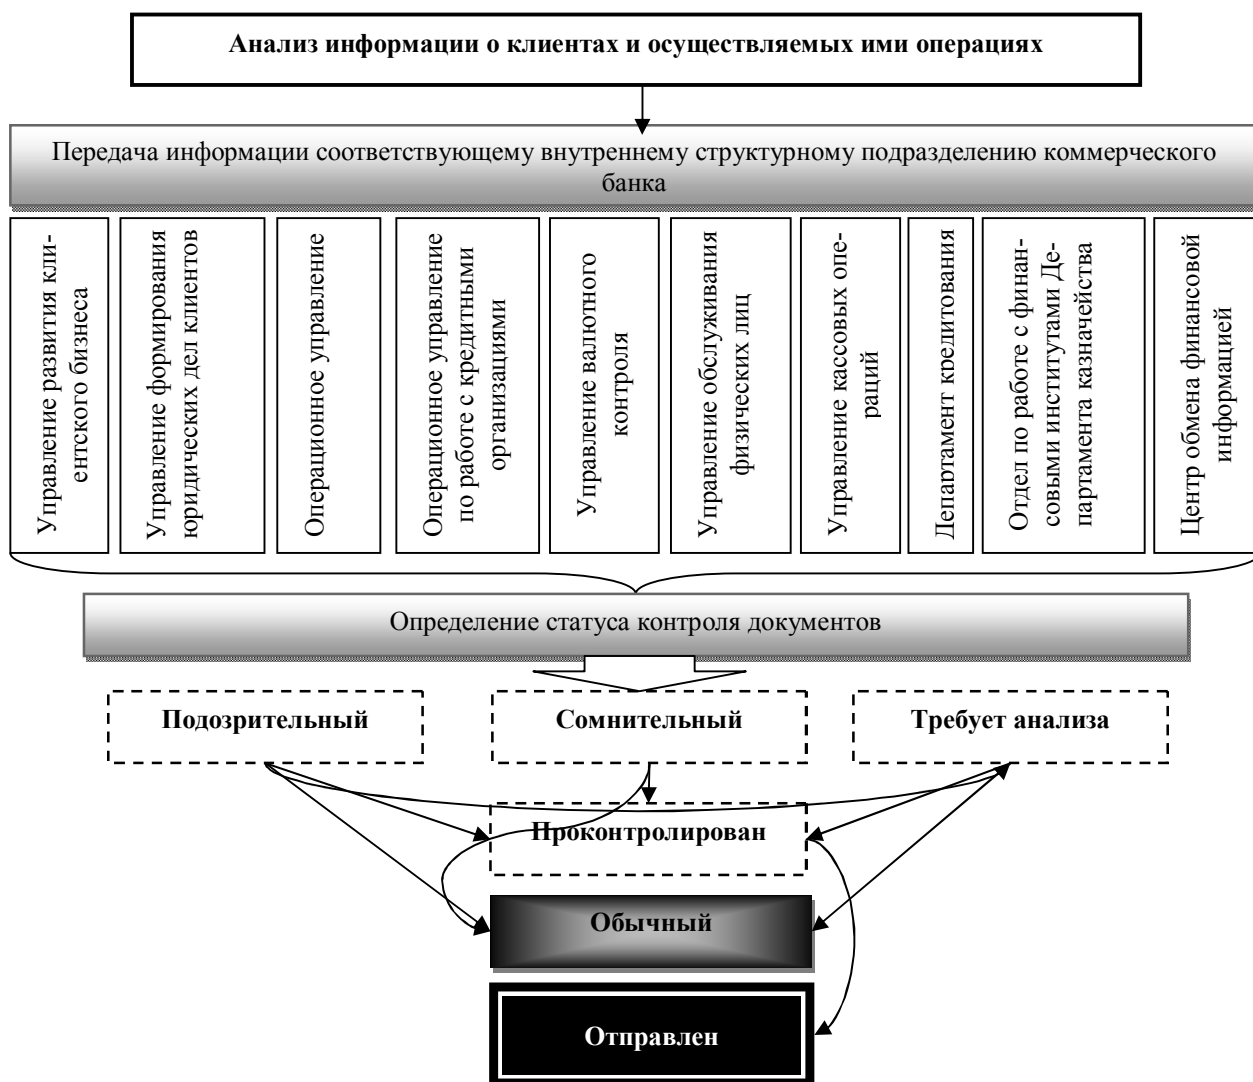 Анализ информации о клиентах и осуществляемых ими операциях
Передача информации соответствующему внутреннему структурному подразделению коммерческого
банка
Управление развития кли-
ентского бизнеса
Управление формирования
юридических дел клиентов
Операционное управление
Операционное управление
по работе с кредитными
организациями
Управление валютного
контроля
Управление обслуживания
физических лиц
Управление кассовых опе-
раций
Департамент кредитования
Отдел по работе с финан-
совыми институтами Де-
партамента казначейства
Центр обмена финансовой
информацией
Определение статуса контроля документов
Подозрительный
Сомнительный
Требует анализа
Проконтролирован
Обычный
Отправлен